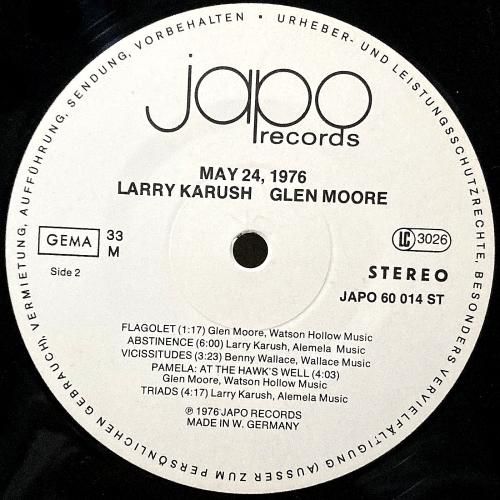 URHEBER- UND LEISTUNGSSCHUTZRECHTE, BESONDERS VERVIELFÄLTIGUNG (AUSSER ZUM PERSÖNLICHEN GEBRAUCH), VERMIETUNG, AUFFÜHRUNG, SENDUNG, VORBEHALTEN •
japo
records
MAY 24, 1976
LARRY KARUSH GLEN MOORE
GEMA 33
M
LC 3026
Side 2
STEREO
JAPO 60 014 ST
FLAGOLET (1:17) Glen Moore, Watson Hollow Music
ABSTINENCE (6:00) Larry Karush, Alemela Music
VICISSITUDES (3:23) Benny Wallace, Wallace Music
PAMELA: AT THE HAWK'S WELL (4:03)
Glen Moore, Watson Hollow Music
TRIADS (4:17) Larry Karush, Alemela Music
℗ 1976 JAPO RECORDS
MADE IN W. GERMANY